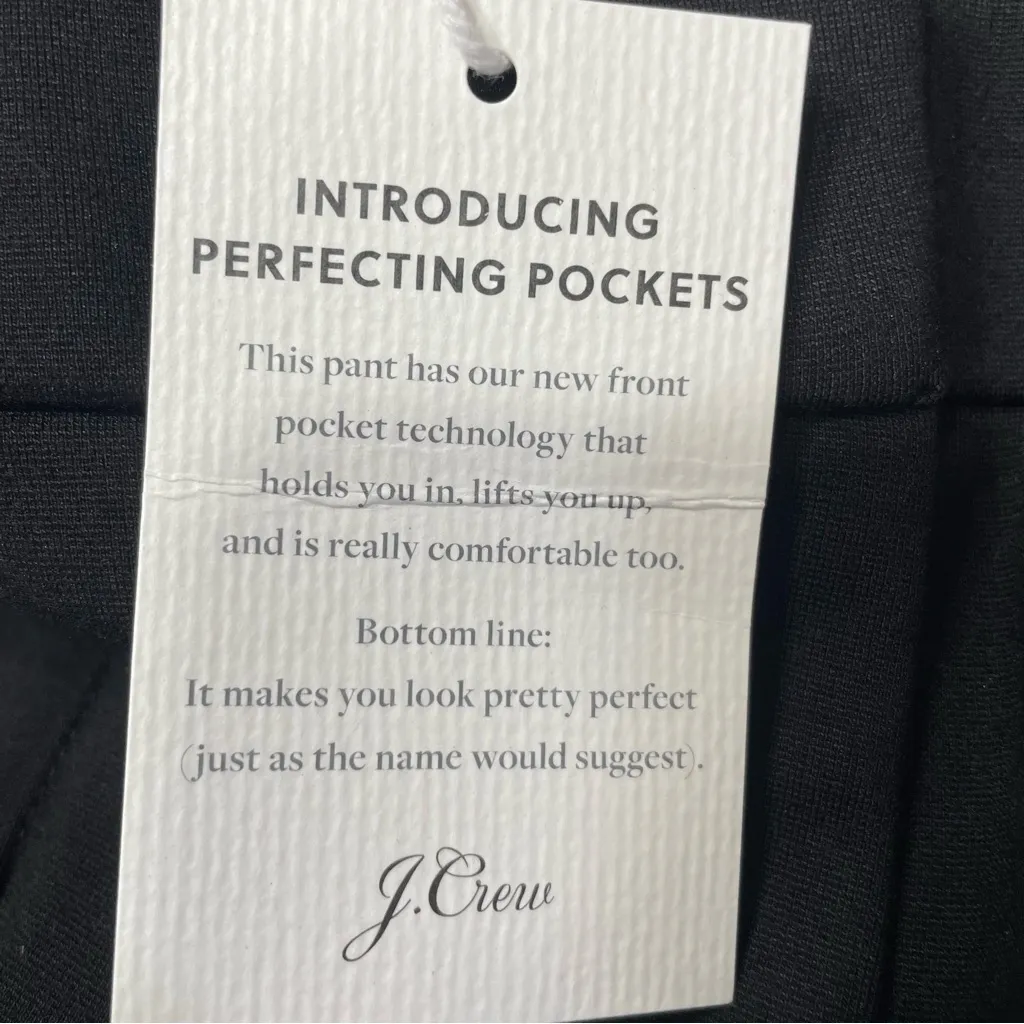 INTRODUCING
PERFECTING POCKETS
This pant has our new front
pocket technology that
holds you in, lifts you up,
and is really comfortable too.
Bottom line:
It makes you look pretty perfect
(just as the name would suggest).
J.Crew